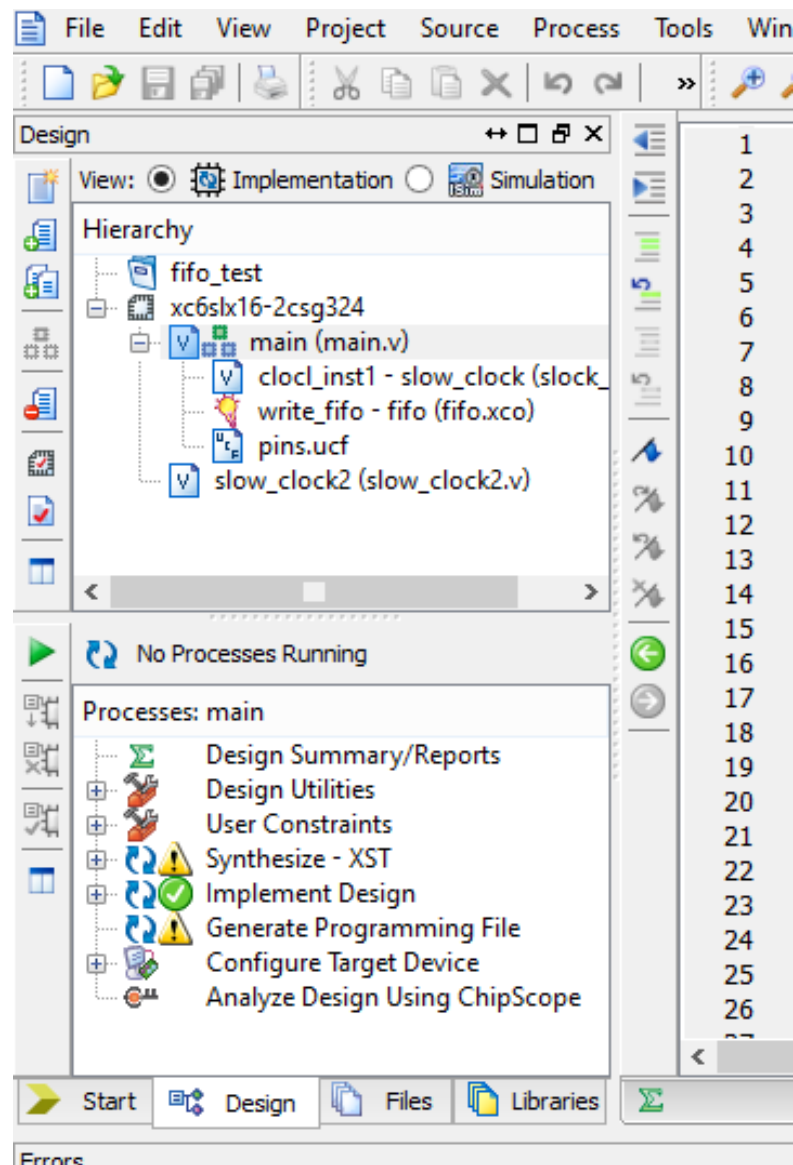 File Edit View Project Source Process Tools Win
»
Design
View: Implementation iSim Simulation
Hierarchy
fifo_test
xc6slx16-2csg324
V main (main.v)
V clocl_inst1 - slow_clock (slock_
write_fifo - fifo (fifo.xco)
UCF pins.ucf
V slow_clock2 (slow_clock2.v)
No Processes Running
Processes: main
Design Summary/Reports
Design Utilities
User Constraints
Synthesize - XST
Implement Design
Generate Programming File
Configure Target Device
Analyze Design Using ChipScope
Start Design Files Libraries
Errors
1
2
3
4
5
6
7
8
9
10
11
12
13
14
15
16
17
18
19
20
21
22
23
24
25
26